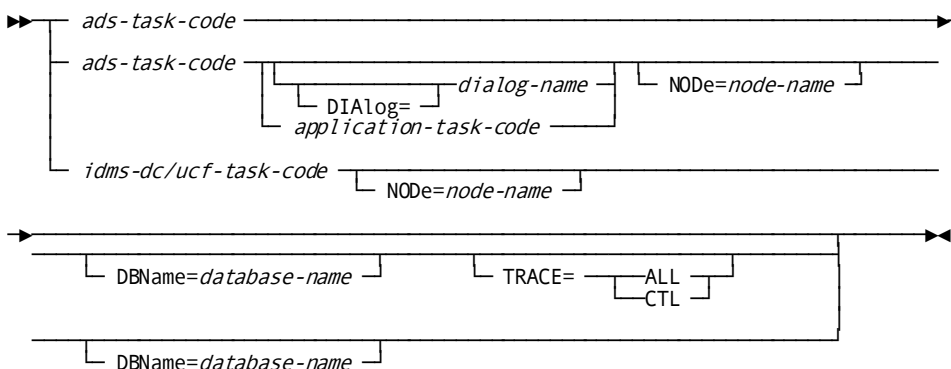 ads-task-code
ads-task-code dialog-name NODe=node-name
DIAlog=
application-task-code
idms-dc/ucf-task-code
NODe=node-name
DBName=database-name TRACE= ALL
CTL
DBName=database-name